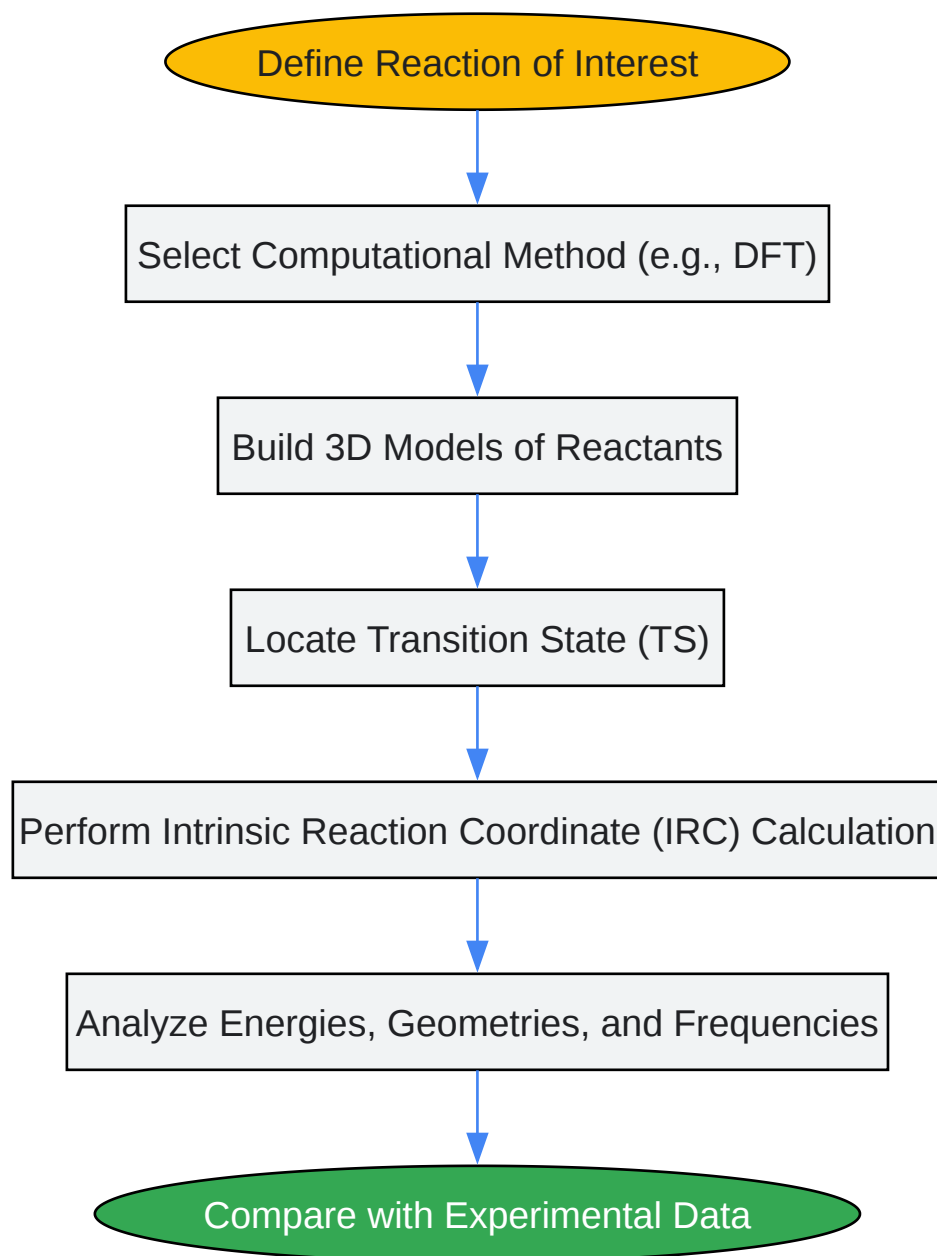 Define Reaction of Interest
Select Computational Method (e.g., DFT)
Build 3D Models of Reactants
Locate Transition State (TS)
Perform Intrinsic Reaction Coordinate (IRC) Calculation
Analyze Energies, Geometries, and Frequencies
Compare with Experimental Data